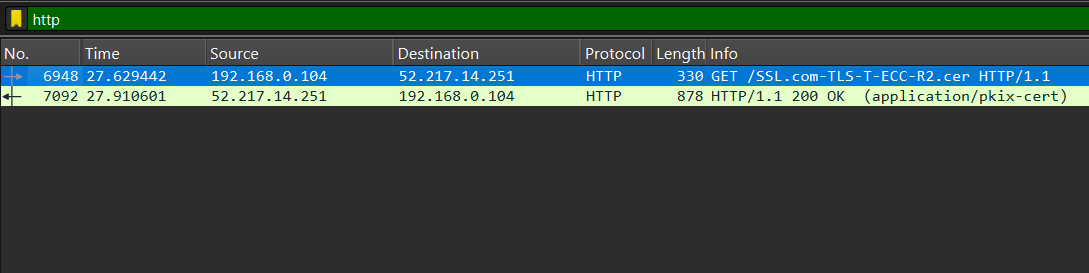 http
No. Time Source Destination Protocol Length Info
6948 27.629442 192.168.0.104 52.217.14.251 HTTP 330 GET /SSL.com-TLS-T-ECC-R2.cer HTTP/1.1
7092 27.910601 52.217.14.251 192.168.0.104 HTTP 878 HTTP/1.1 200 OK (application/pkix-cert)